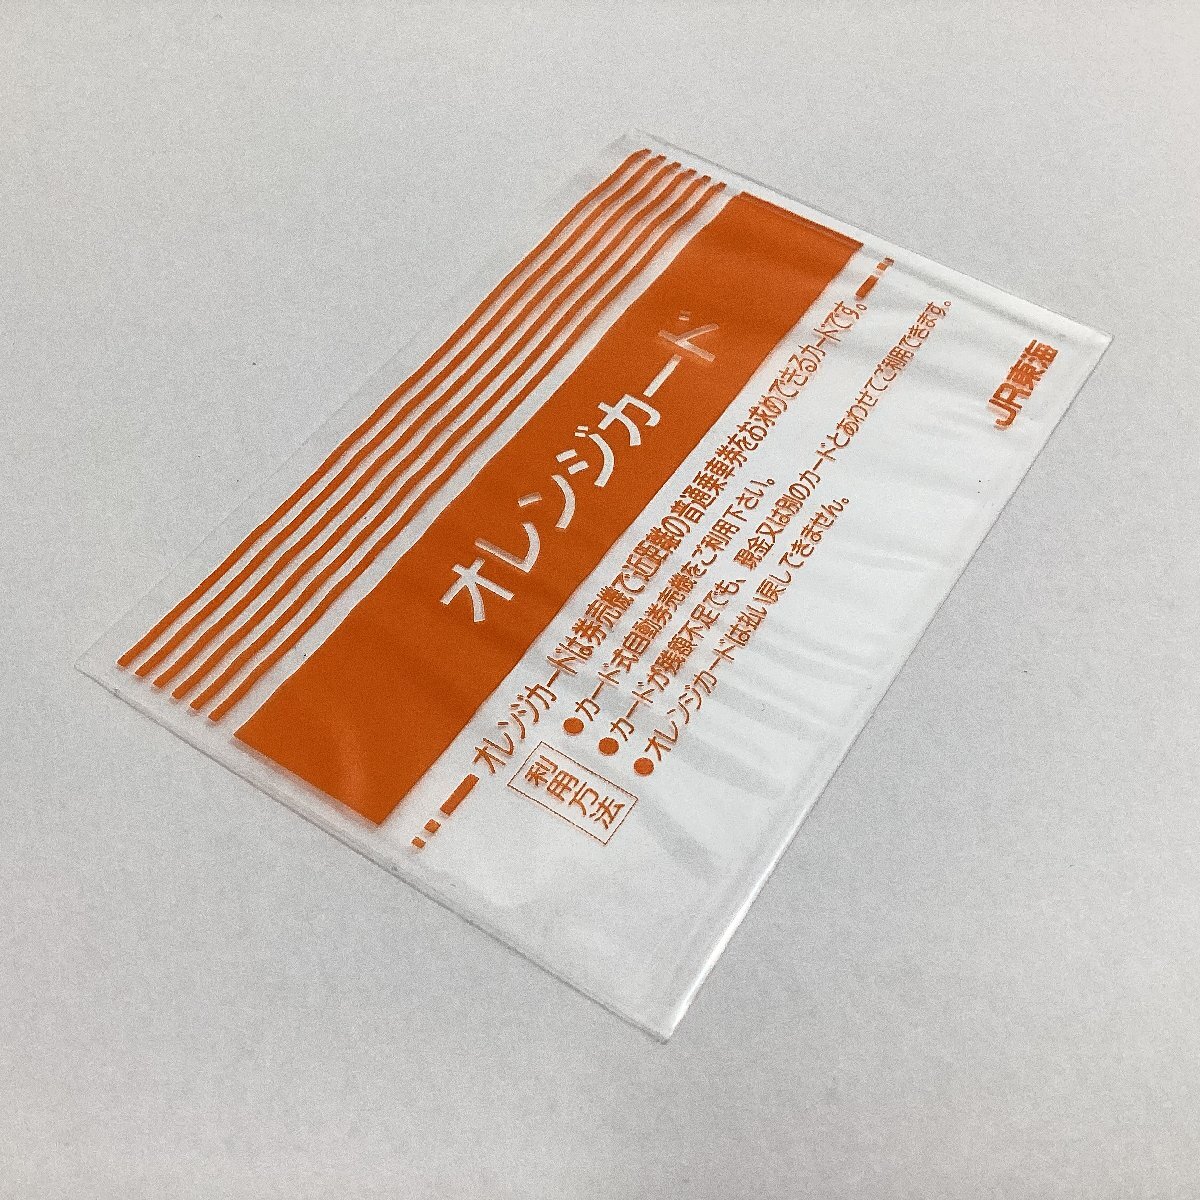 オレンジカード
オレンジカードは券売機で近距離の普通乗車券をお求めできるカードです。
利用方法
●カード式自動券売機をご利用下さい。
●カードが残額不足でも、現金又は別のカードとあわせてご利用できます。
●オレンジカードは払い戻しできません。
JR東海